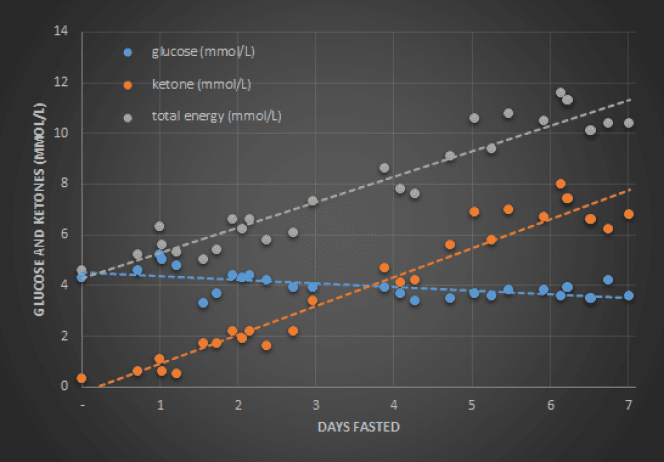 14
12
10
8
6
4
2
0
GLUCOSE AND KETONES (MMOL/L)
glucose (mmol/L)
ketone (mmol/L)
total energy (mmol/L)
- 1 2 3 4 5 6 7
DAYS FASTED